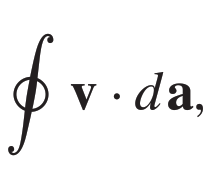 ∮ v · da,